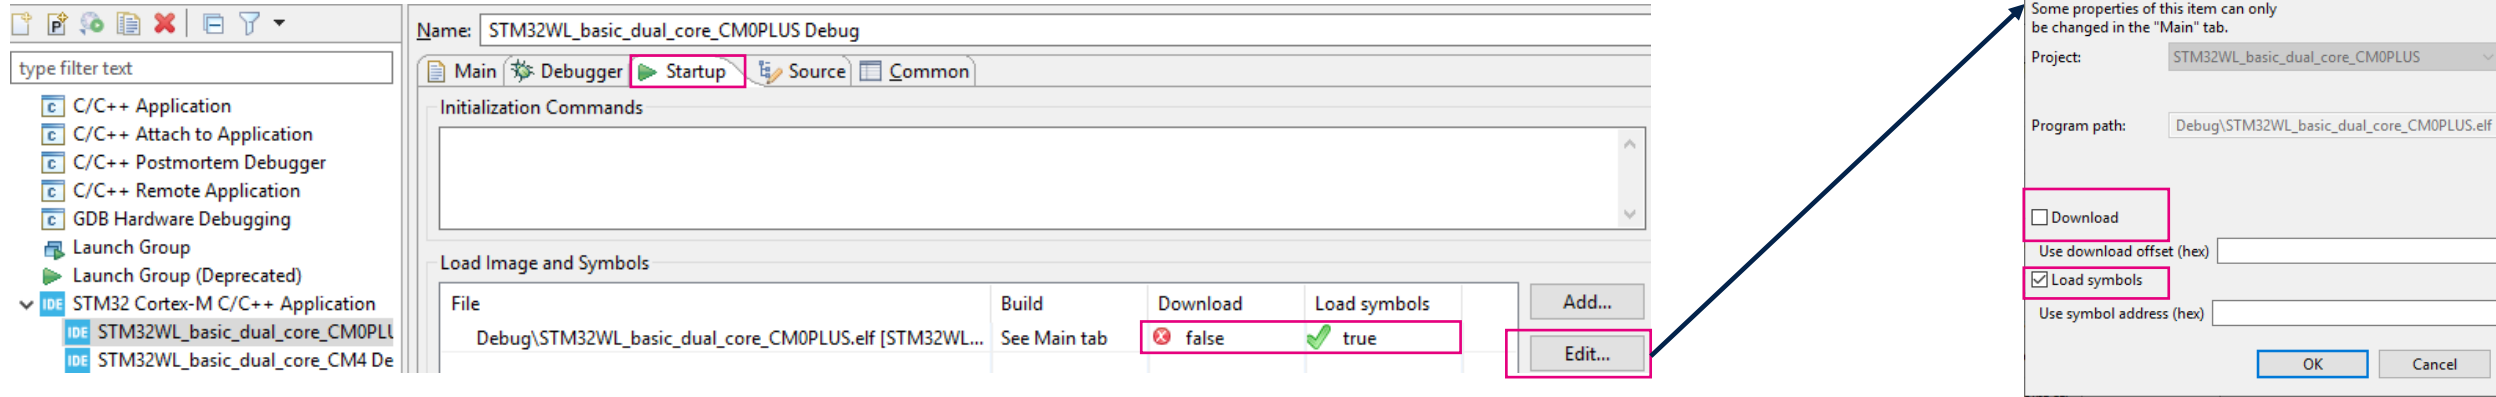 type filter text
C/C++ Application
C/C++ Attach to Application
C/C++ Postmortem Debugger
C/C++ Remote Application
GDB Hardware Debugging
Launch Group
Launch Group (Deprecated)
IDE STM32 Cortex-M C/C++ Application
IDE STM32WL_basic_dual_core_CM0PLU
IDE STM32WL_basic_dual_core_CM4 De
Name: STM32WL_basic_dual_core_CM0PLUS Debug
Main Debugger Startup Source Common
Initialization Commands
Load Image and Symbols
File Build Download Load symbols
Debug\STM32WL_basic_dual_core_CM0PLUS.elf [STM32WL... See Main tab false true
Add...
Edit...
Some properties of this item can only
be changed in the "Main" tab.
Project: STM32WL_basic_dual_core_CM0PLUS
Program path: Debug\STM32WL_basic_dual_core_CM0PLUS.elf
Download
Use download offset (hex)
Load symbols
Use symbol address (hex)
OK Cancel